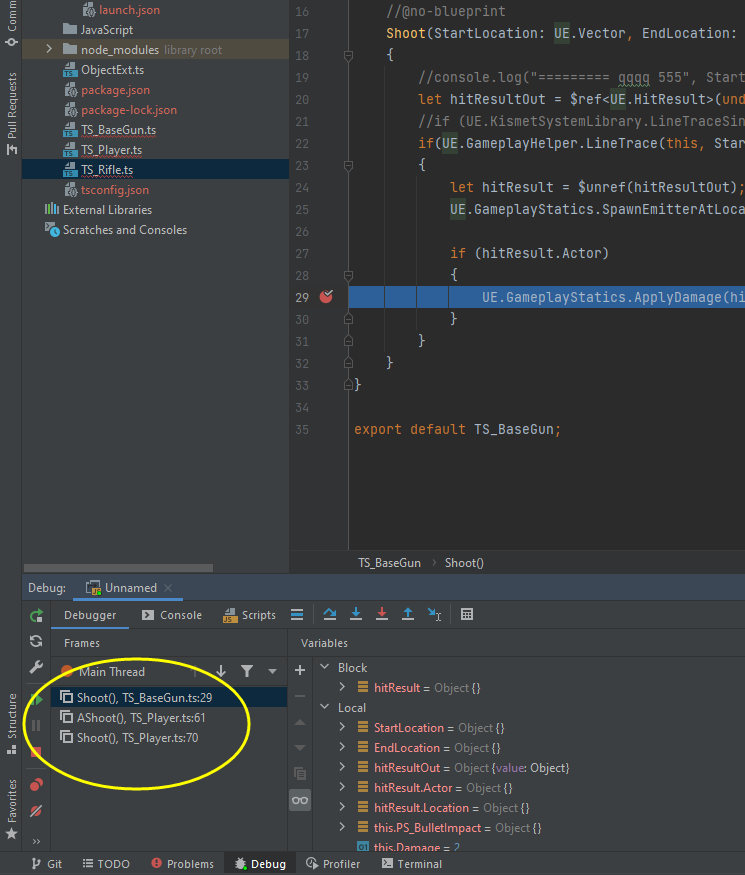 Comm
Pull Requests
launch.json
JavaScript
node_modules library root
ObjectExt.ts
package.json
package-lock.json
TS_BaseGun.ts
TS_Player.ts
TS_Rifle.ts
tsconfig.json
External Libraries
Scratches and Consoles
16 //@no-blueprint
17 Shoot(StartLocation: UE.Vector, EndLocation:
18 {
19 //console.log("========= qqqq 555", Start
20 let hitResultOut = $ref<UE.HitResult>(und
21 //if (UE.KismetSystemLibrary.LineTraceSin
22 if(UE.GameplayHelper.LineTrace(this, Star
23 {
24 let hitResult = $unref(hitResultOut);
25 UE.GameplayStatics.SpawnEmitterAtLoca
26
27 if (hitResult.Actor)
28 {
29 UE.GameplayStatics.ApplyDamage(hi
30 }
31 }
32 }
33 }
34
35 export default TS_BaseGun;
TS_BaseGun › Shoot()
Debug: Unnamed
Debugger Console Scripts
Frames
Variables
Main Thread
Shoot(), TS_BaseGun.ts:29
AShoot(), TS_Player.ts:61
Shoot(), TS_Player.ts:70
Block
hitResult = Object {}
Local
StartLocation = Object {}
EndLocation = Object {}
hitResultOut = Object {value: Object}
hitResult.Actor = Object {}
hitResult.Location = Object {}
this.PS_BulletImpact = Object {}
this.Damage = 2
Structure
Favorites
Git TODO Problems Debug Profiler Terminal